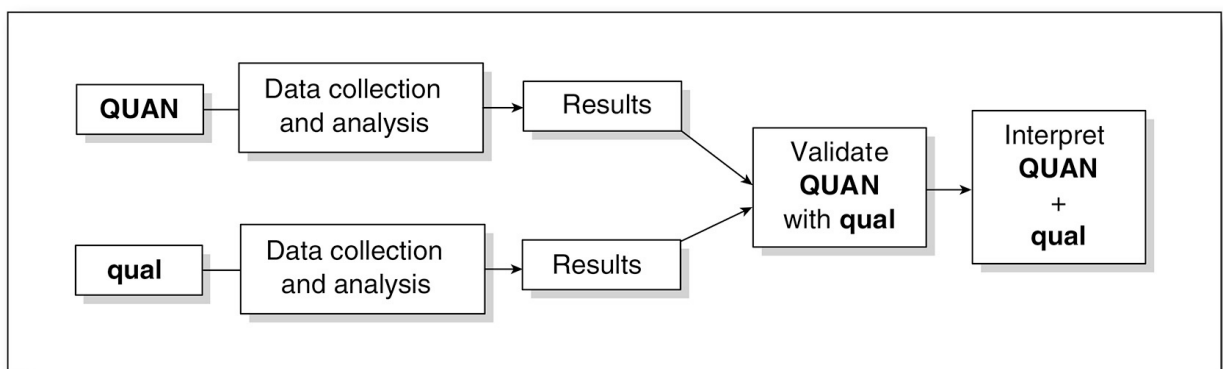 QUAN
Data collection
and analysis
Results
qual
Data collection
and analysis
Results
Validate
QUAN
with qual
Interpret
QUAN
+
qual